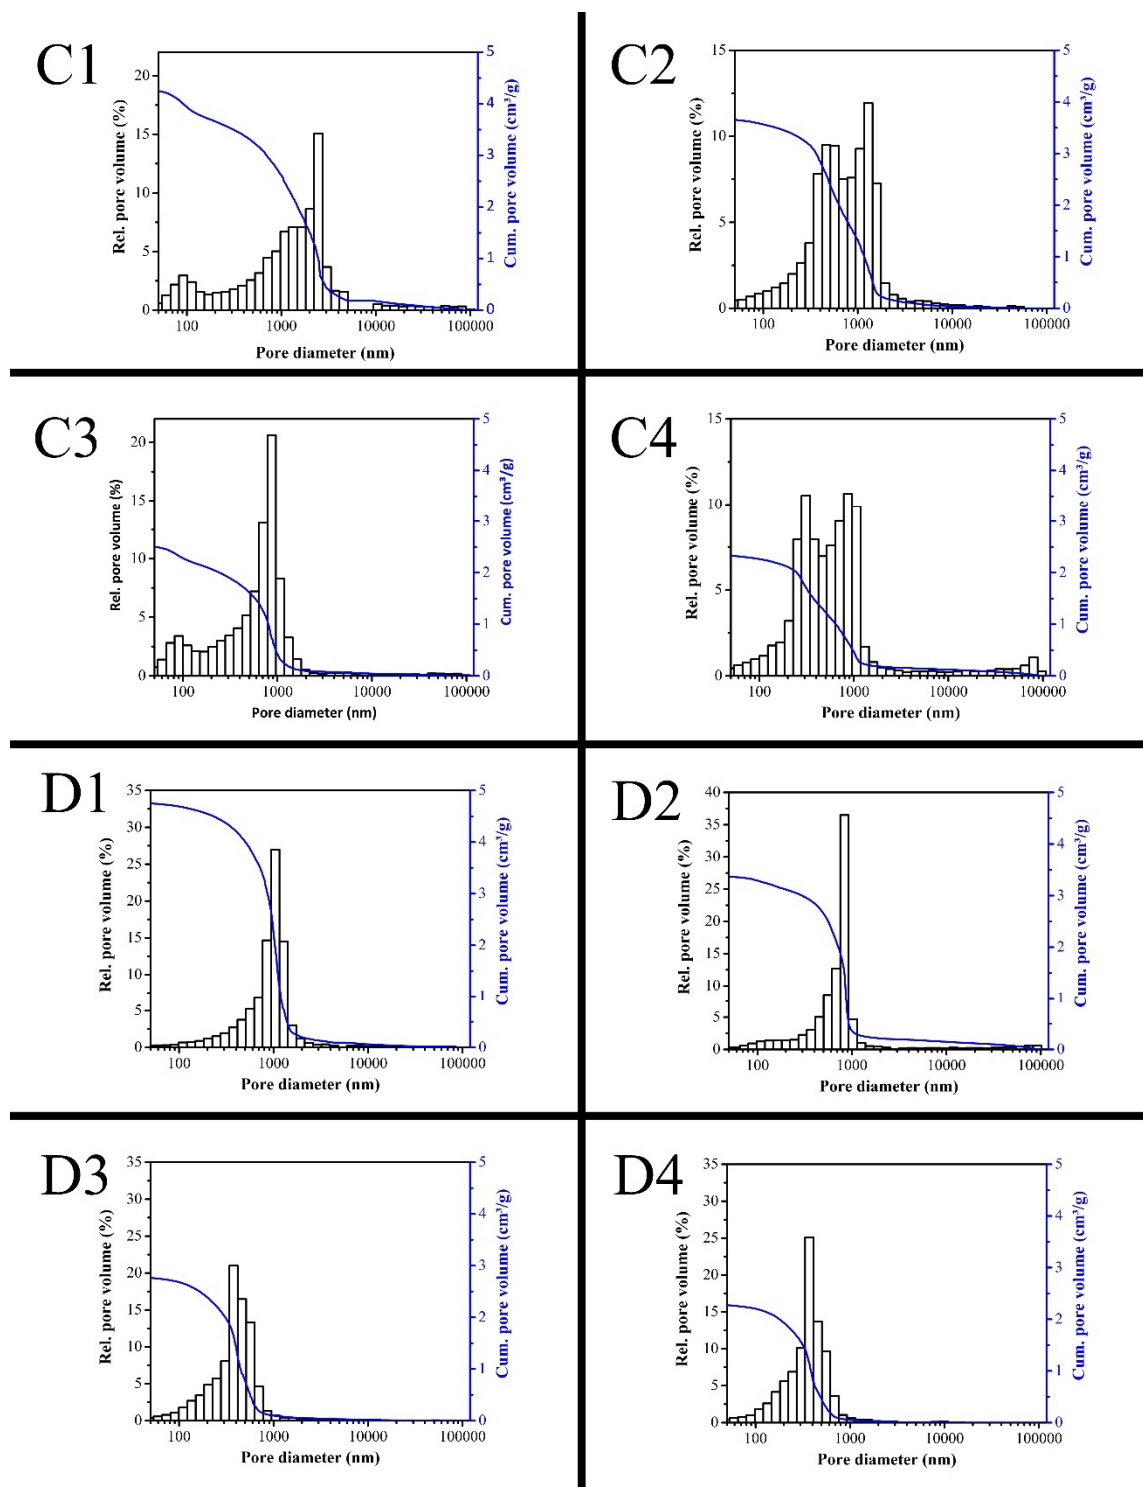 C1
Rel. pore volume (%)
20
15
10
5
0
5
4
3
2
1
0
Cum. pore volume (cm³/g)
100 1000 10000 100000
Pore diameter (nm)
C2
Rel. pore volume (%)
15
10
5
0
5
4
3
2
1
0
Cum. pore volume (cm³/g)
100 1000 10000 100000
Pore diameter (nm)
C3
Rel. pore volume (%)
20
15
10
5
0
5
4
3
2
1
0
Cum. pore volume (cm³/g)
100 1000 10000 100000
Pore diameter (nm)
C4
Rel. pore volume (%)
15
10
5
0
5
4
3
2
1
0
Cum. pore volume (cm³/g)
100 1000 10000 100000
Pore diameter (nm)
D1
Rel. pore volume (%)
35
30
25
20
15
10
5
0
5
4
3
2
1
0
Cum. pore volume (cm³/g)
100 1000 10000 100000
Pore diameter (nm)
D2
Rel. pore volume (%)
40
35
30
25
20
15
10
5
0
5
4
3
2
1
0
Cum. pore volume (cm³/g)
100 1000 10000 100000
Pore diameter (nm)
D3
Rel. pore volume (%)
35
30
25
20
15
10
5
0
5
4
3
2
1
0
Cum. pore volume (cm³/g)
100 1000 10000 100000
Pore diameter (nm)
D4
Rel. pore volume (%)
35
30
25
20
15
10
5
0
5
4
3
2
1
0
Cum. pore volume (cm³/g)
100 1000 10000 100000
Pore diameter (nm)